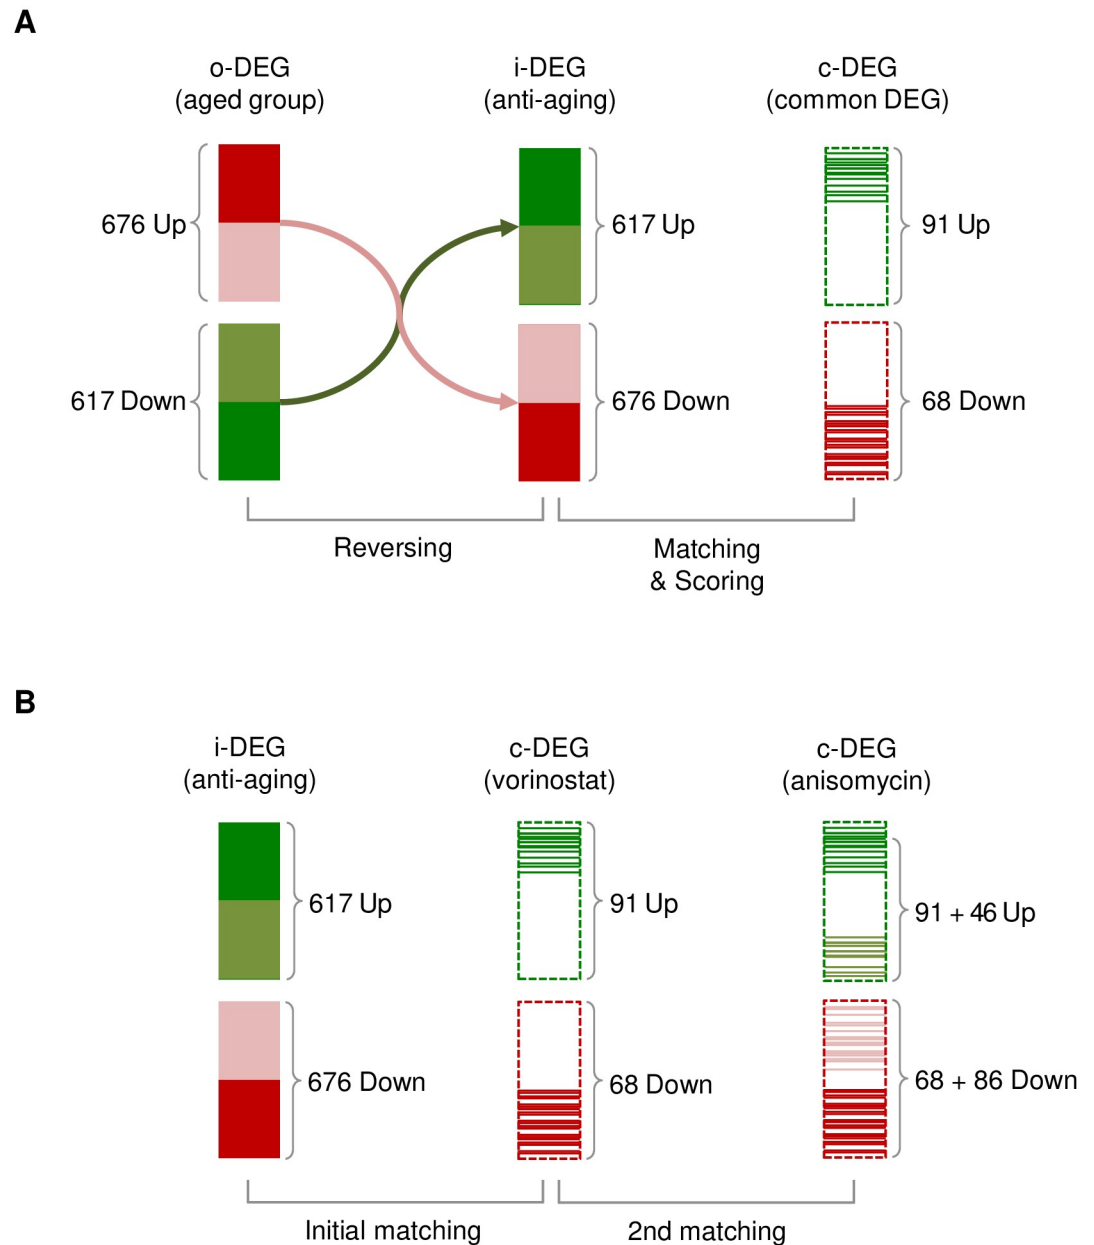 A
o-DEG
(aged group)
i-DEG
(anti-aging)
c-DEG
(common DEG)
676 Up
617 Up
91 Up
617 Down
676 Down
68 Down
Reversing
Matching
& Scoring
B
i-DEG
(anti-aging)
c-DEG
(vorinostat)
c-DEG
(anisomycin)
617 Up
91 Up
91 + 46 Up
676 Down
68 Down
68 + 86 Down
Initial matching
2nd matching